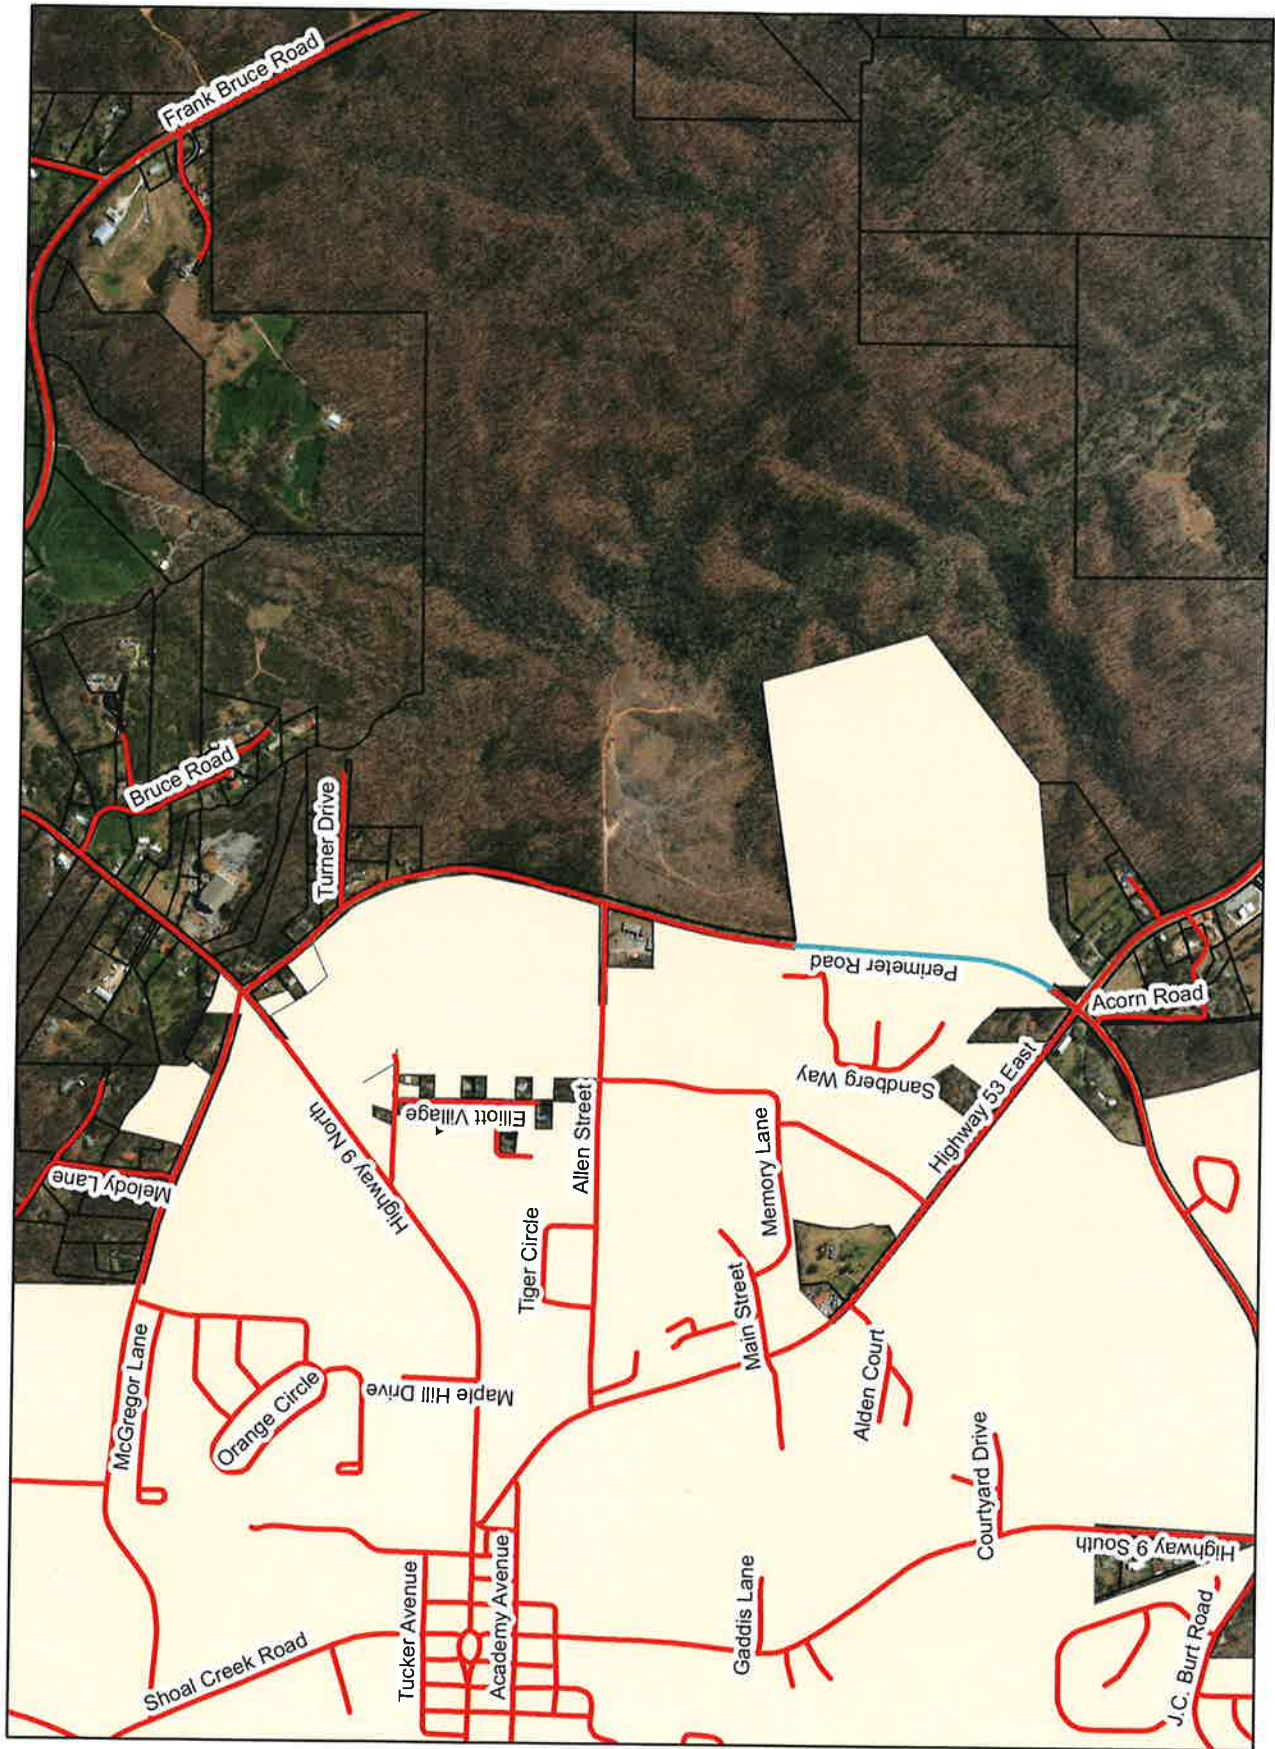 Frank Bruce Road
Bruce Road
Turner Drive
Perimeter Road
Acorn Road
Melody Lane
Highway 9 North
Elliott Village
Allen Street
Sandberg Way
Highway 53 East
Memory Lane
Tiger Circle
Main Street
McGregor Lane
Orange Circle
Maple Hill Drive
Alden Court
Courtyard Drive
Highway 9 South
Tucker Avenue
Academy Avenue
Gaddis Lane
Shoal Creek Road
J.C. Burt Road